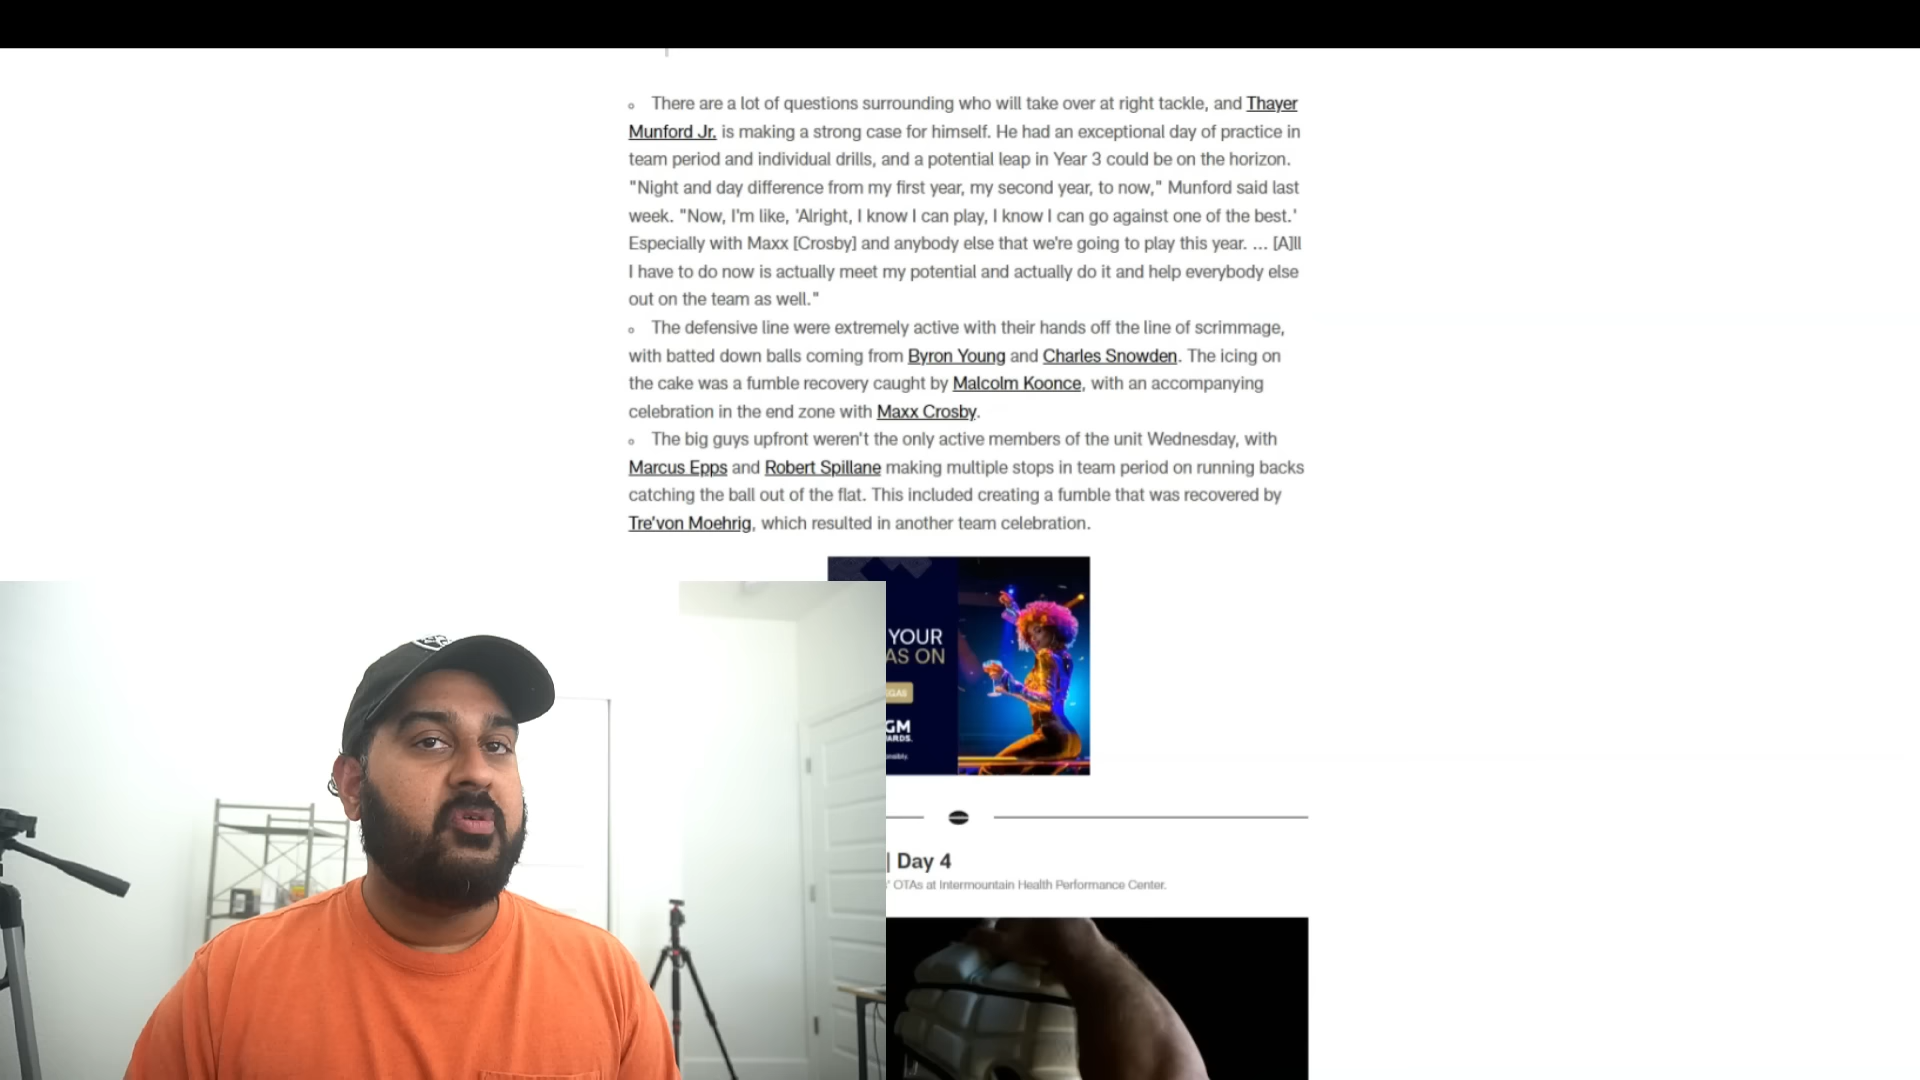 There are a lot of questions surrounding who will take over at right tackle, and Thayer
Munford Jr. is making a strong case for himself. He had an exceptional day of practice in
team period and individual drills, and a potential leap in Year 3 could be on the horizon.
"Night and day difference from my first year, my second year, to now," Munford said last
week. "Now, I'm like, 'Alright, I know I can play, I know I can go against one of the best.'
Especially with Maxx [Crosby] and anybody else that we're going to play this year. ... [A]ll
I have to do now is actually meet my potential and actually do it and help everybody else
out on the team as well."
The defensive line were extremely active with their hands off the line of scrimmage,
with batted down balls coming from Byron Young and Charles Snowden. The icing on
the cake was a fumble recovery caught by Malcolm Koonce, with an accompanying
celebration in the end zone with Maxx Crosby.
The big guys upfront weren't the only active members of the unit Wednesday, with
Marcus Epps and Robert Spillane making multiple stops in team period on running backs
catching the ball out of the flat. This included creating a fumble that was recovered by
Tre'von Moehrig, which resulted in another team celebration.
YOUR
AS ON
GAS
GM
ARDS.
| Day 4
' OTAs at Intermountain Health Performance Center.